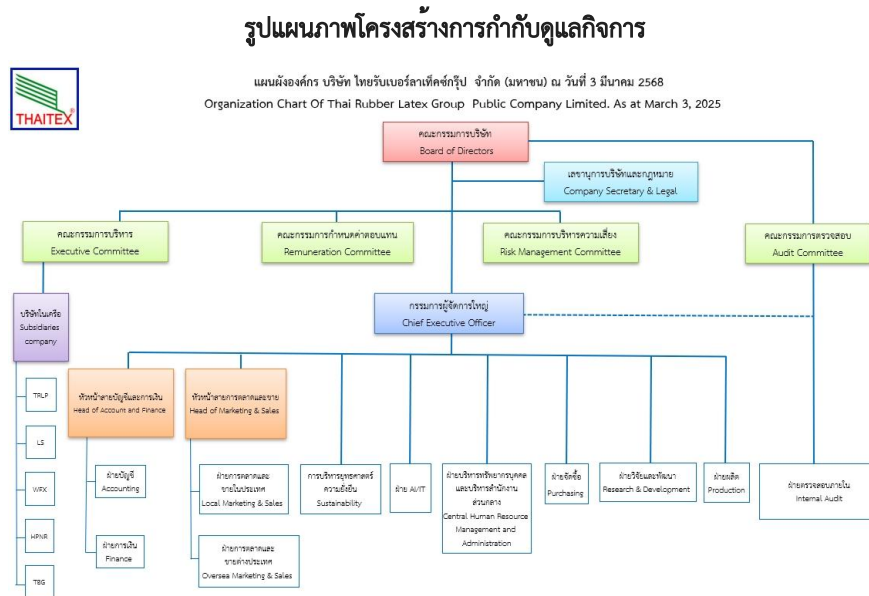 รูปแผนภาพโครงสร้างการกำกับดูแลกิจการ
THAITEX®
แผนผังองค์กร บริษัท ไทยรับเบอร์ลาเท็คซ์กรุ๊ป จำกัด (มหาชน) ณ วันที่ 3 มีนาคม 2568
Organization Chart Of Thai Rubber Latex Group Public Company Limited. As at March 3, 2025
คณะกรรมการบริษัท
Board of Directors
เลขานุการบริษัทและกฎหมาย
Company Secretary & Legal
คณะกรรมการบริหาร
Executive Committee
คณะกรรมการกำหนดค่าตอบแทน
Remuneration Committee
คณะกรรมการบริหารความเสี่ยง
Risk Management Committee
คณะกรรมการตรวจสอบ
Audit Committee
บริษัทในเครือ
Subsidiaries
company
กรรมการผู้จัดการใหญ่
Chief Executive Officer
TRLP
LS
WFX
HPNR
TBG
หัวหน้าสายบัญชีและการเงิน
Head of Account and Finance
หัวหน้าสายการตลาดและขาย
Head of Marketing & Sales
ฝ่ายบัญชี
Accounting
ฝ่ายการเงิน
Finance
ฝ่ายการตลาดและ
ขายในประเทศ
Local Marketing & Sales
ฝ่ายการตลาดและ
ขายต่างประเทศ
Oversea Marketing & Sales
การบริหารยุทธศาสตร์
ความยั่งยืน
Sustainability
ฝ่าย AI/IT
ฝ่ายบริหารทรัพยากรบุคคล
และบริหารสำนักงาน
ส่วนกลาง
Central Human Resource
Management and
Administration
ฝ่ายจัดซื้อ
Purchasing
ฝ่ายวิจัยและพัฒนา
Research & Development
ฝ่ายผลิต
Production
ฝ่ายตรวจสอบภายใน
Internal Audit